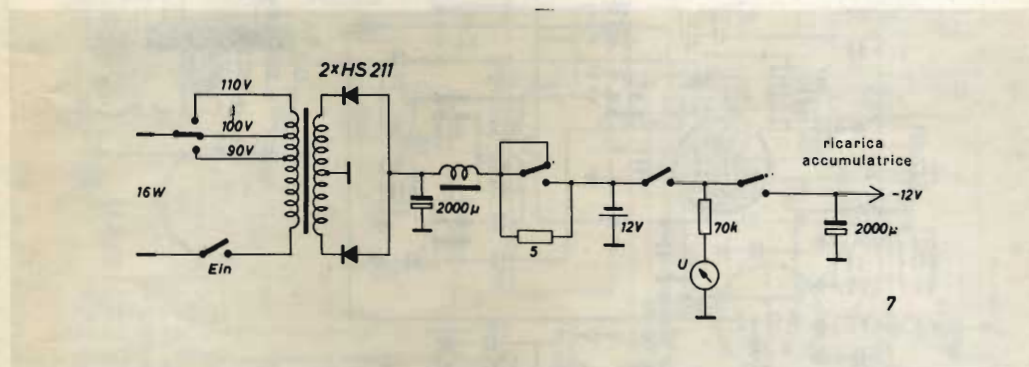 2×HS 211
110V
100V
90V
16W
Ein
2000μ
5
12V
70k
U
ricarica
accumulatrice
-12V
2000μ
7